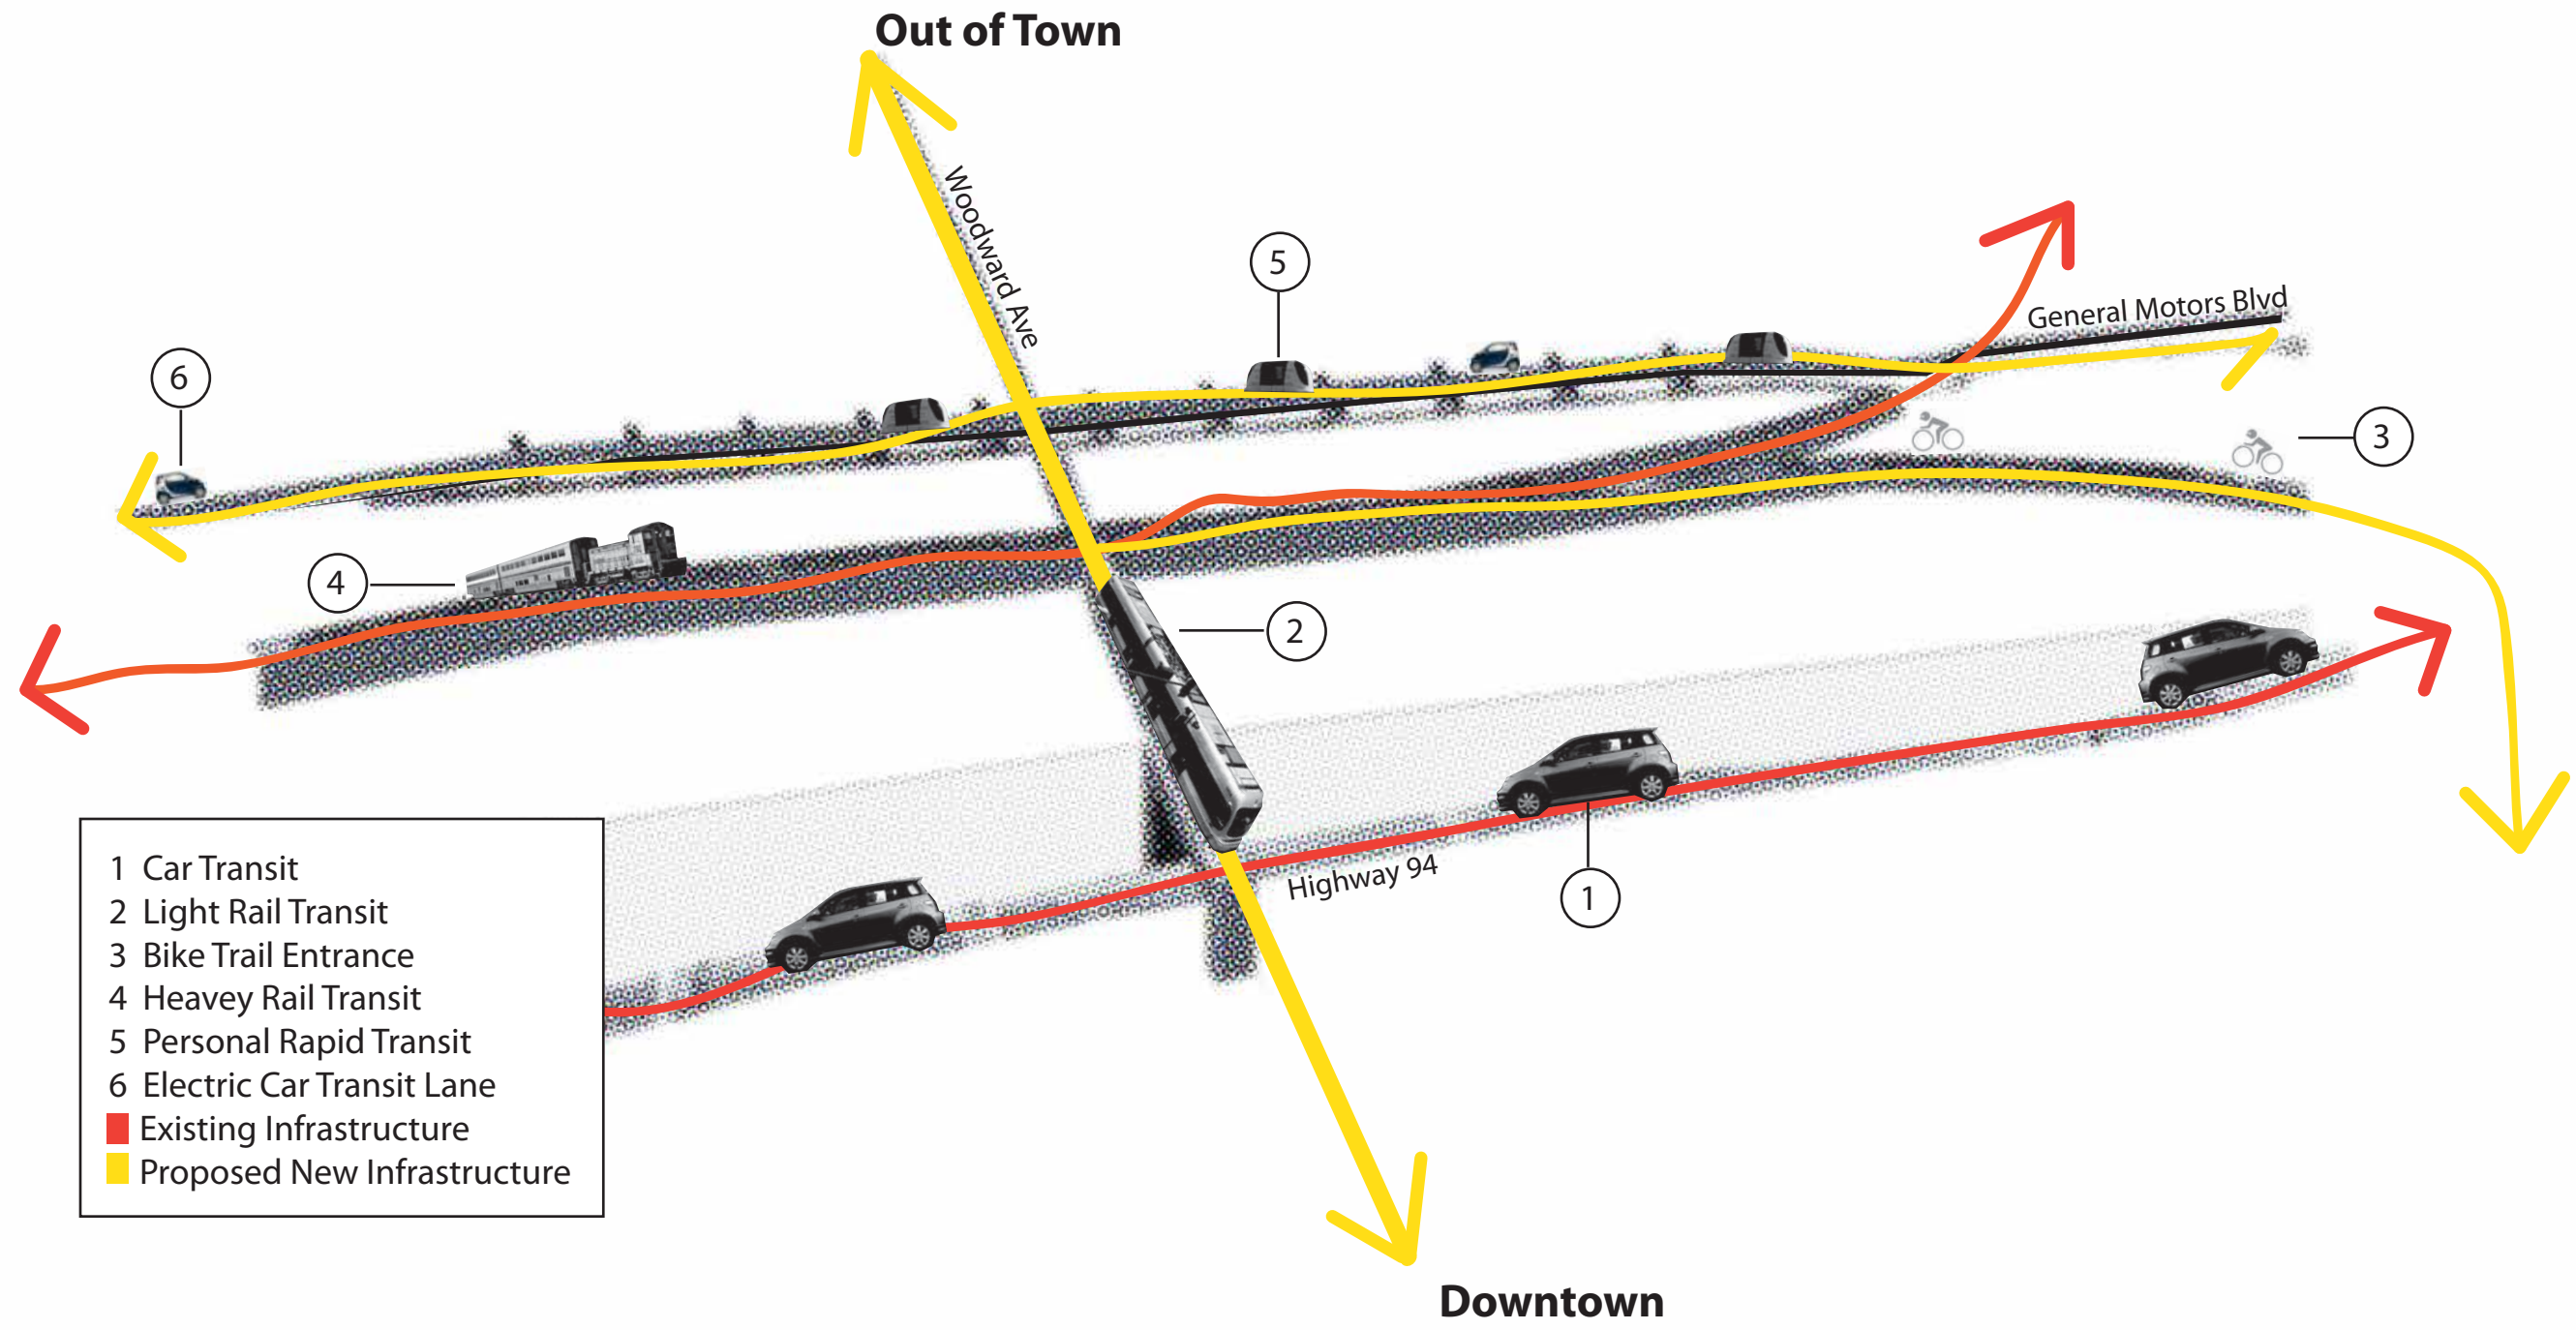 Out of Town
Woodward Ave
5
General Motors Blvd
6
3
4
2
Highway 94
1
1 Car Transit
2 Light Rail Transit
3 Bike Trail Entrance
4 Heavey Rail Transit
5 Personal Rapid Transit
6 Electric Car Transit Lane
Existing Infrastructure
Proposed New Infrastructure
Downtown